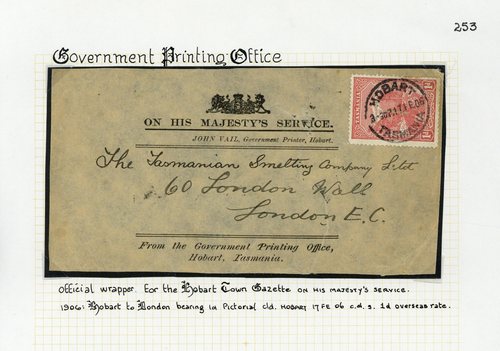 253
Government Printing Office
ON HIS MAJESTY'S SERVICE.
JOHN VAIL, Government Printer, Hobart.
HOBART
TASMANIA
The Tasmanian Smelting Company Ltd
60 London Wall
London E.C.
From the Government Printing Office,
Hobart, Tasmania.
Official wrapper. For the Hobart Town Gazette ON HIS MAJESTY'S SERVICE.
1906: Hobart to London bearing in Pictorial cld. HOBART 17 FE 06 c.d.s. 1d overseas rate.